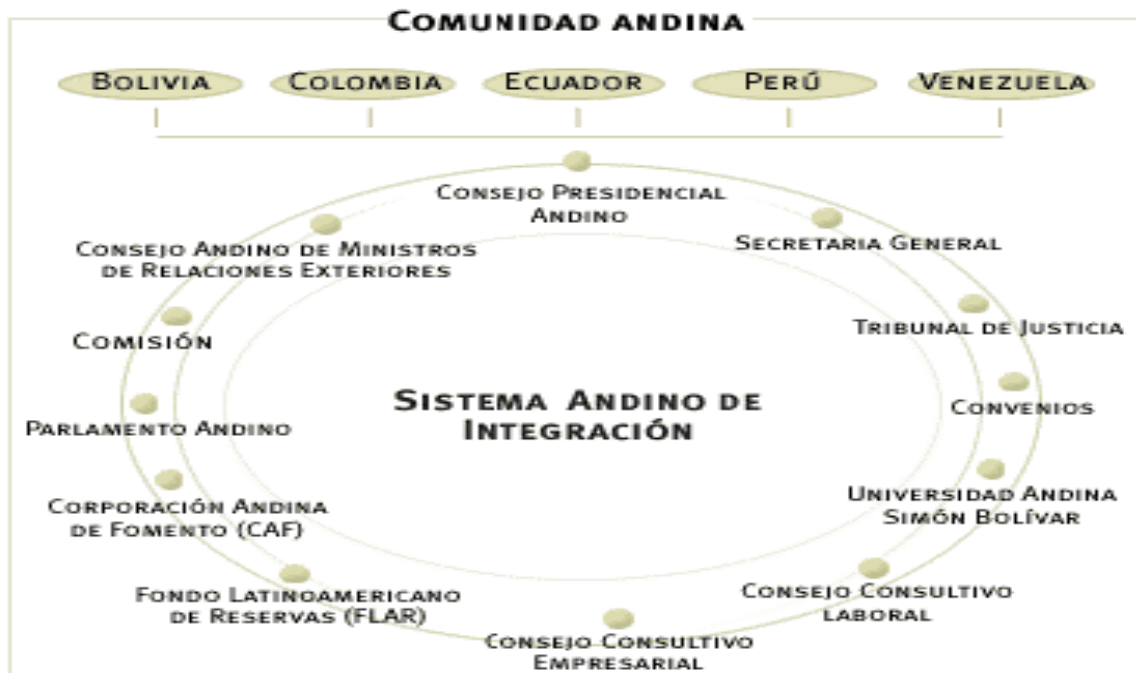 COMUNIDAD ANDINA
BOLIVIA
COLOMBIA
ECUADOR
PERÚ
VENEZUELA
CONSEJO PRESIDENCIAL
ANDINO
CONSEJO ANDINO DE MINISTROS
DE RELACIONES EXTERIORES
SECRETARIA GENERAL
COMISIÓN
TRIBUNAL DE JUSTICIA
SISTEMA ANDINO DE
INTEGRACIÓN
PARLAMENTO ANDINO
CONVENIOS
CORPORACIÓN ANDINA
DE FOMENTO (CAF)
UNIVERSIDAD ANDINA
SIMÓN BOLÍVAR
FONDO LATINOAMERICANO
DE RESERVAS (FLAR)
CONSEJO CONSULTIVO
LABORAL
CONSEJO CONSULTIVO
EMPRESARIAL